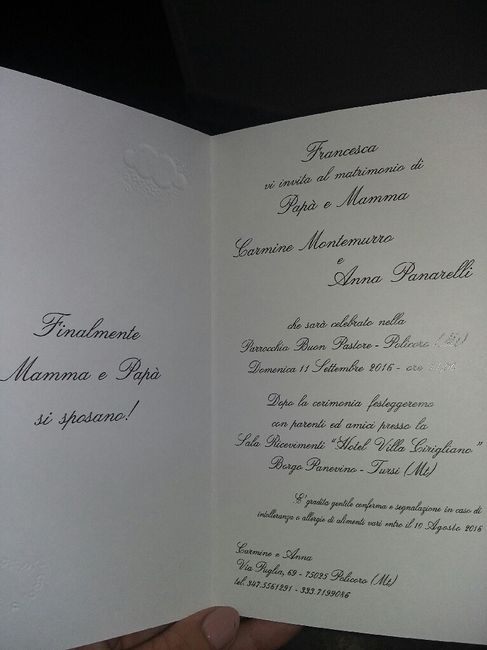 Finalmente
Mamma e Papà
si sposano!
Francesca
vi invita al matrimonio di
Papà e Mamma
Carmine Montemurro
e
Anna Panarelli
che sarà celebrato nella
Parrocchia Buon Pastore - Policoro (Mt)
Domenica 11 Settembre 2016 - ore
Dopo la cerimonia festeggeremo
con parenti ed amici presso la
Sala Ricevimenti "Hotel Villa Cirigliano"
Borgo Panevino - Tursi (Mt)
E' gradita gentile conferma e segnalazione in caso di
intolleranza o allergie di alimenti vari entro il 10 Agosto 2016
Carmine e Anna
Via Puglia, 69 - 75025 Policoro (Mt)
tel. 347.5561291 - 333.7199086